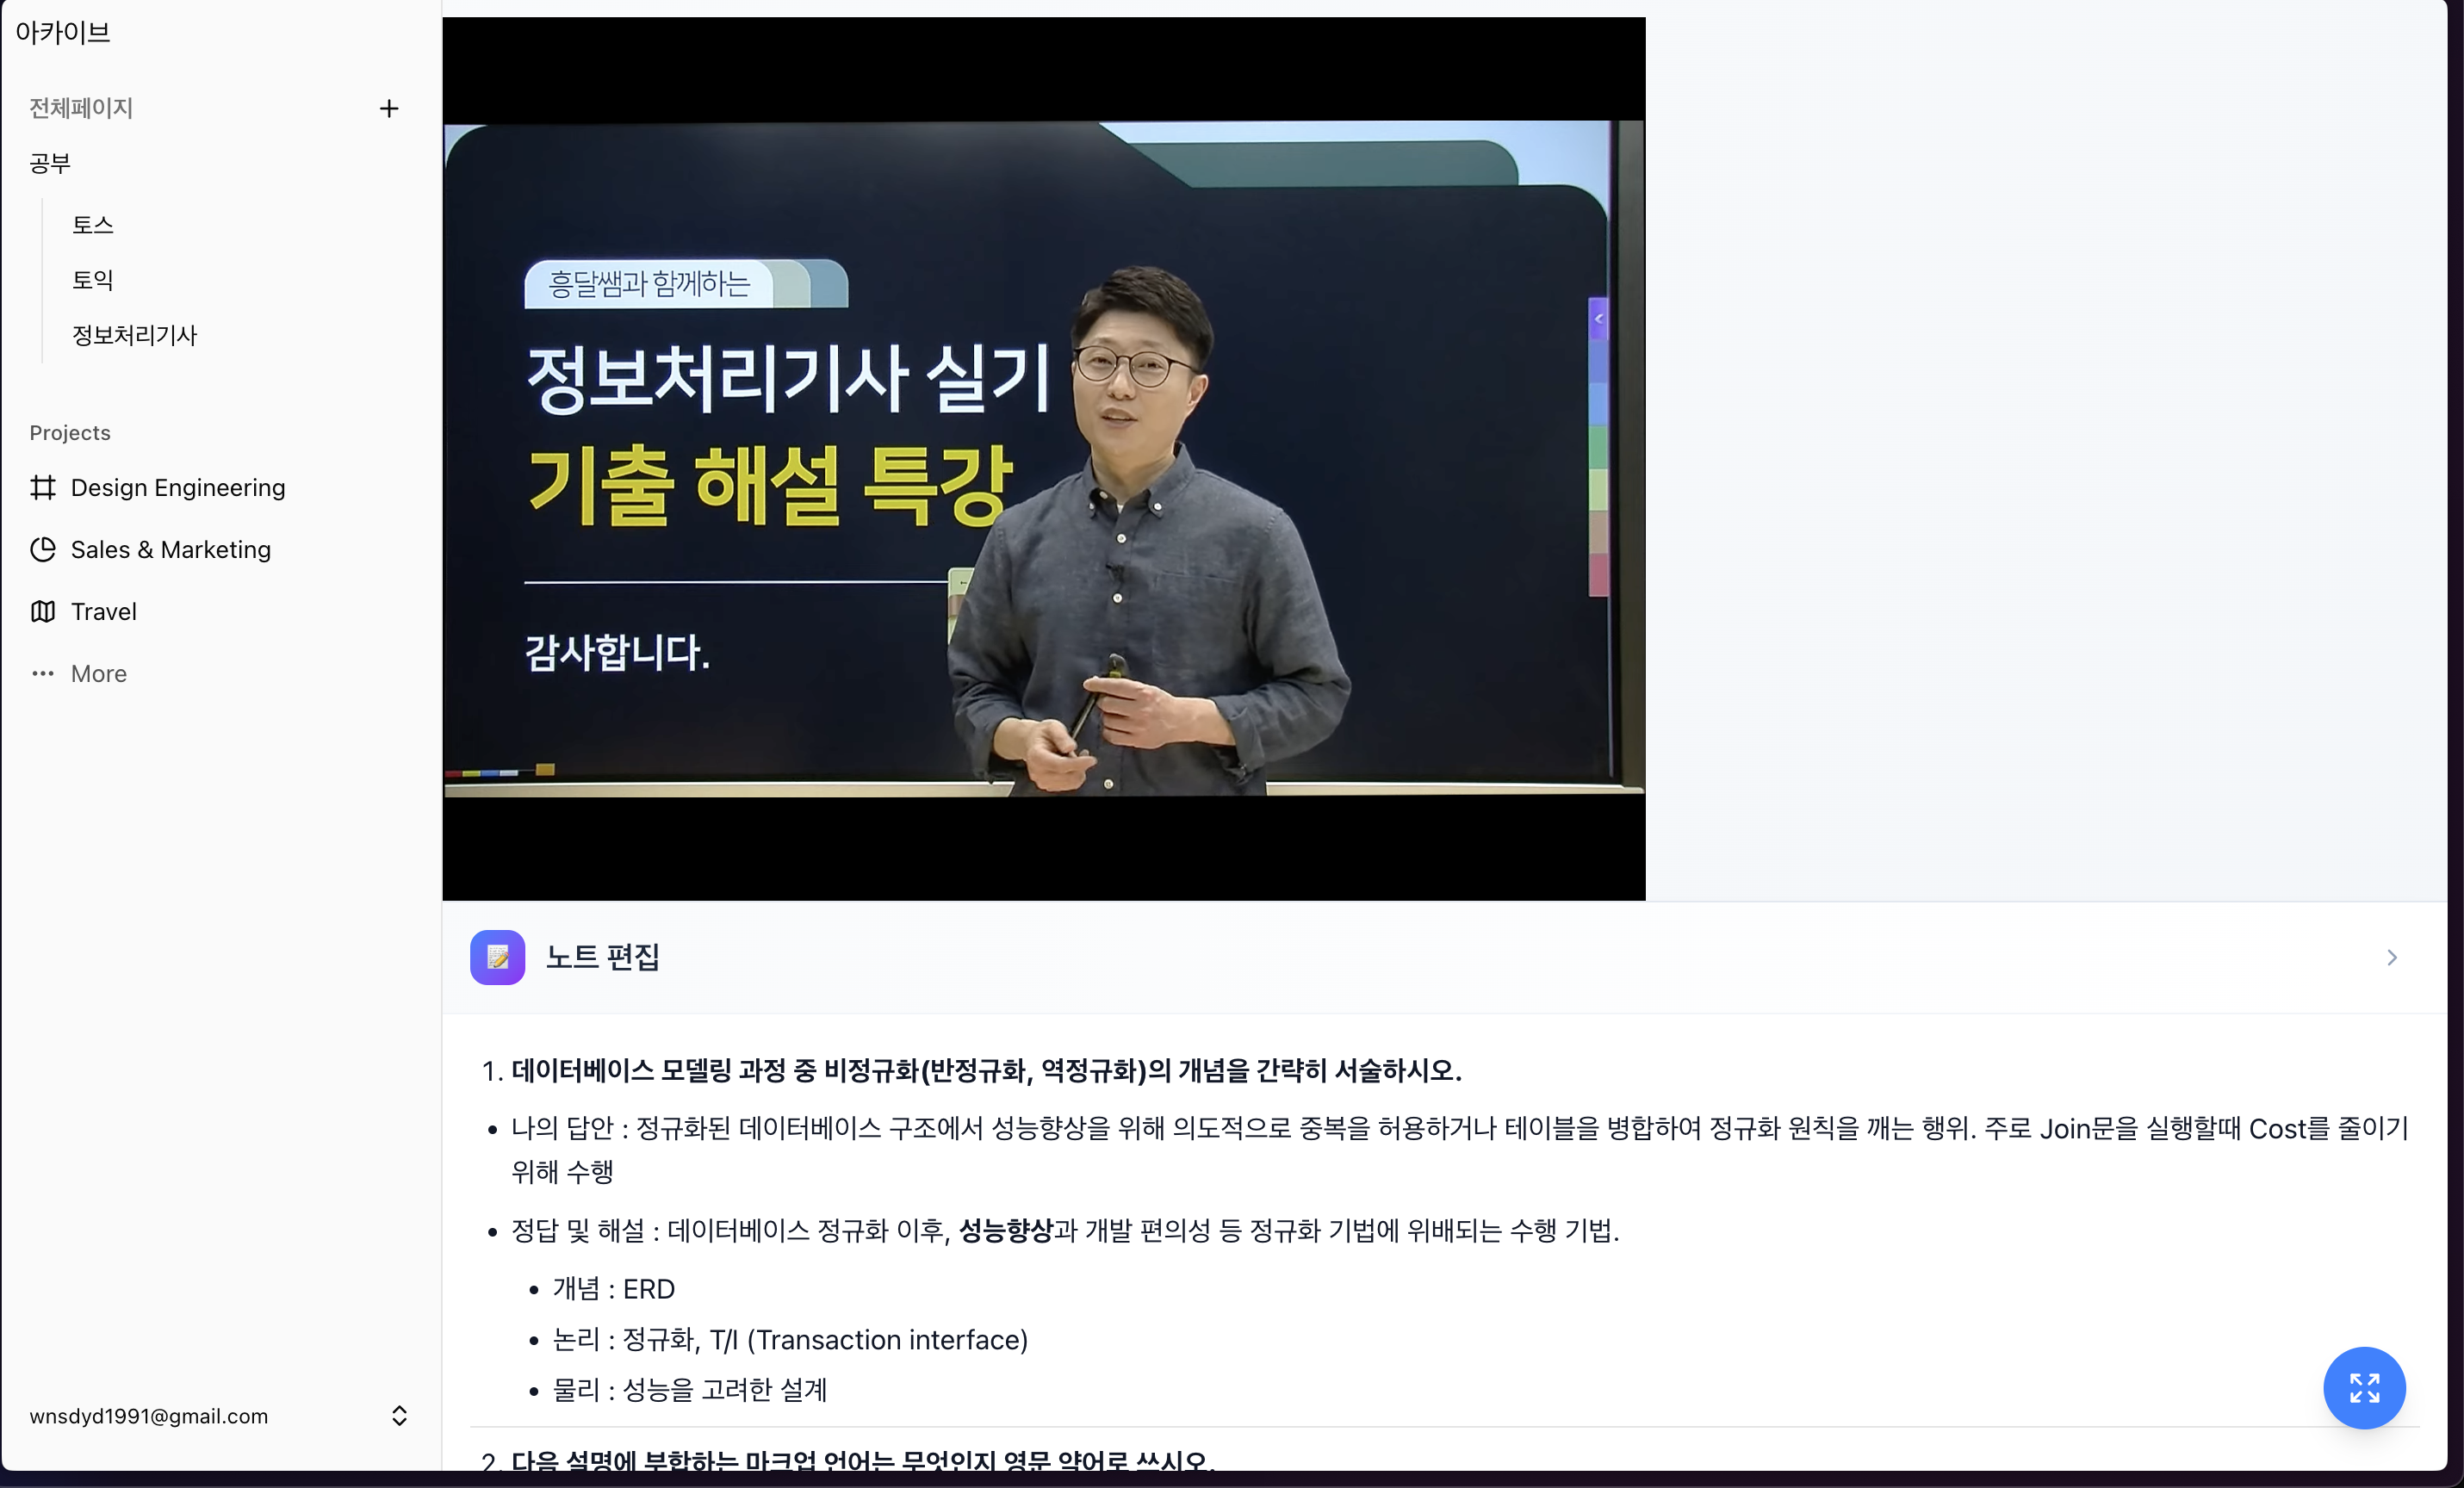 아카이브
전체페이지
공부
토스
토익
정보처리기사
Projects
Design Engineering
Sales & Marketing
Travel
More
wnsdyd1991@gmail.com
흥달쌤과 함께하는
정보처리기사 실기
기출 해설 특강
감사합니다.
노트 편집
1. 데이터베이스 모델링 과정 중 비정규화(반정규화, 역정규화)의 개념을 간략히 서술하시오.
• 나의 답안 : 정규화된 데이터베이스 구조에서 성능향상을 위해 의도적으로 중복을 허용하거나 테이블을 병합하여 정규화 원칙을 깨는 행위. 주로 Join문을 실행할때 Cost를 줄이기
위해 수행
• 정답 및 해설 : 데이터베이스 정규화 이후, 성능향상과 개발 편의성 등 정규화 기법에 위배되는 수행 기법.
• 개념 : ERD
• 논리 : 정규화, T/I (Transaction interface)
• 물리 : 성능을 고려한 설계
2. 다음 설명에 부합하는 마크업 언어는 무엇인지 영문 약어로 쓰시오.